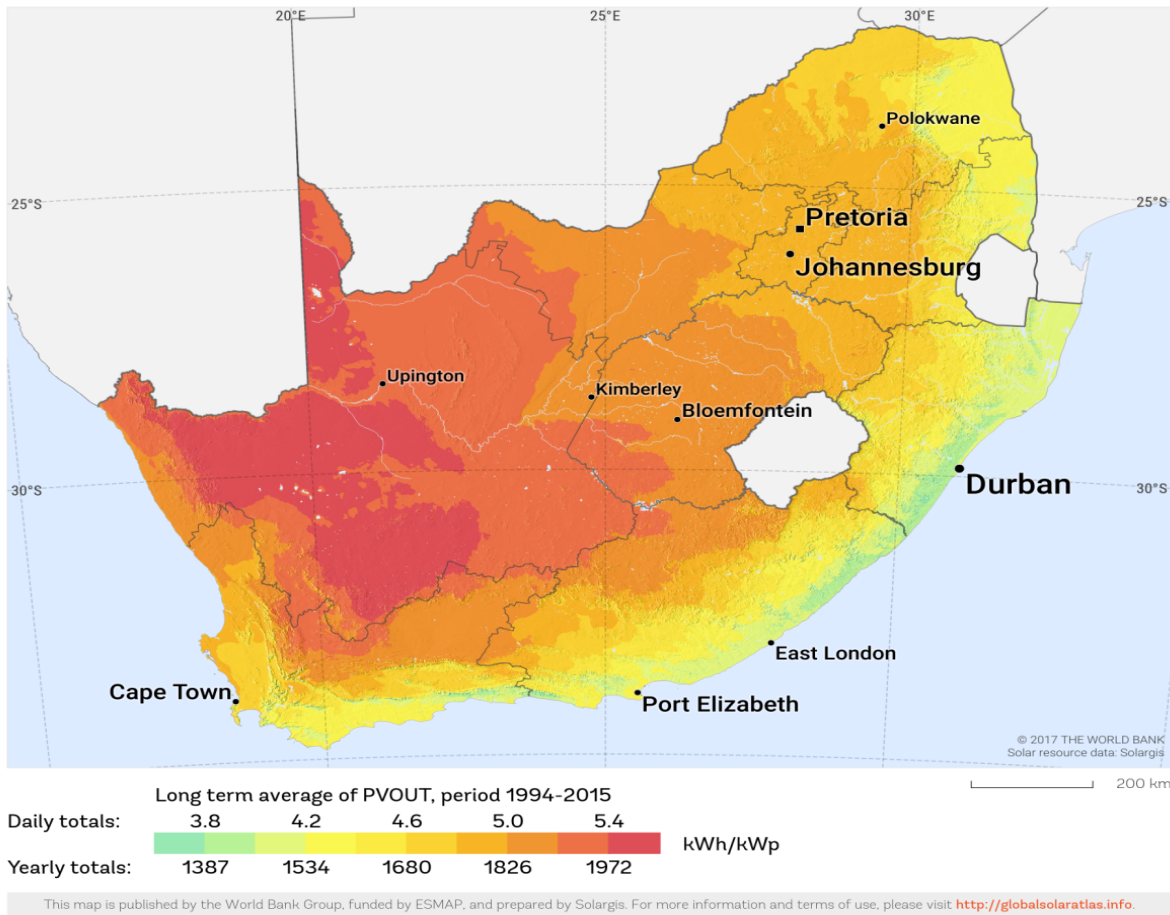 20°E 25°E 30°E
Polokwane
25°S 25°S
Pretoria
Johannesburg
Upington
Kimberley
Bloemfontein
30°S Durban 30°S
East London
Cape Town
Port Elizabeth
© 2017 THE WORLD BANK
Solar resource data: Solargis
200 km
Long term average of PVOUT, period 1994-2015
Daily totals: 3.8 4.2 4.6 5.0 5.4
kWh/kWp
Yearly totals: 1387 1534 1680 1826 1972
This map is published by the World Bank Group, funded by ESMAP, and prepared by Solargis. For more information and terms of use, please visit http://globalsolaratlas.info.